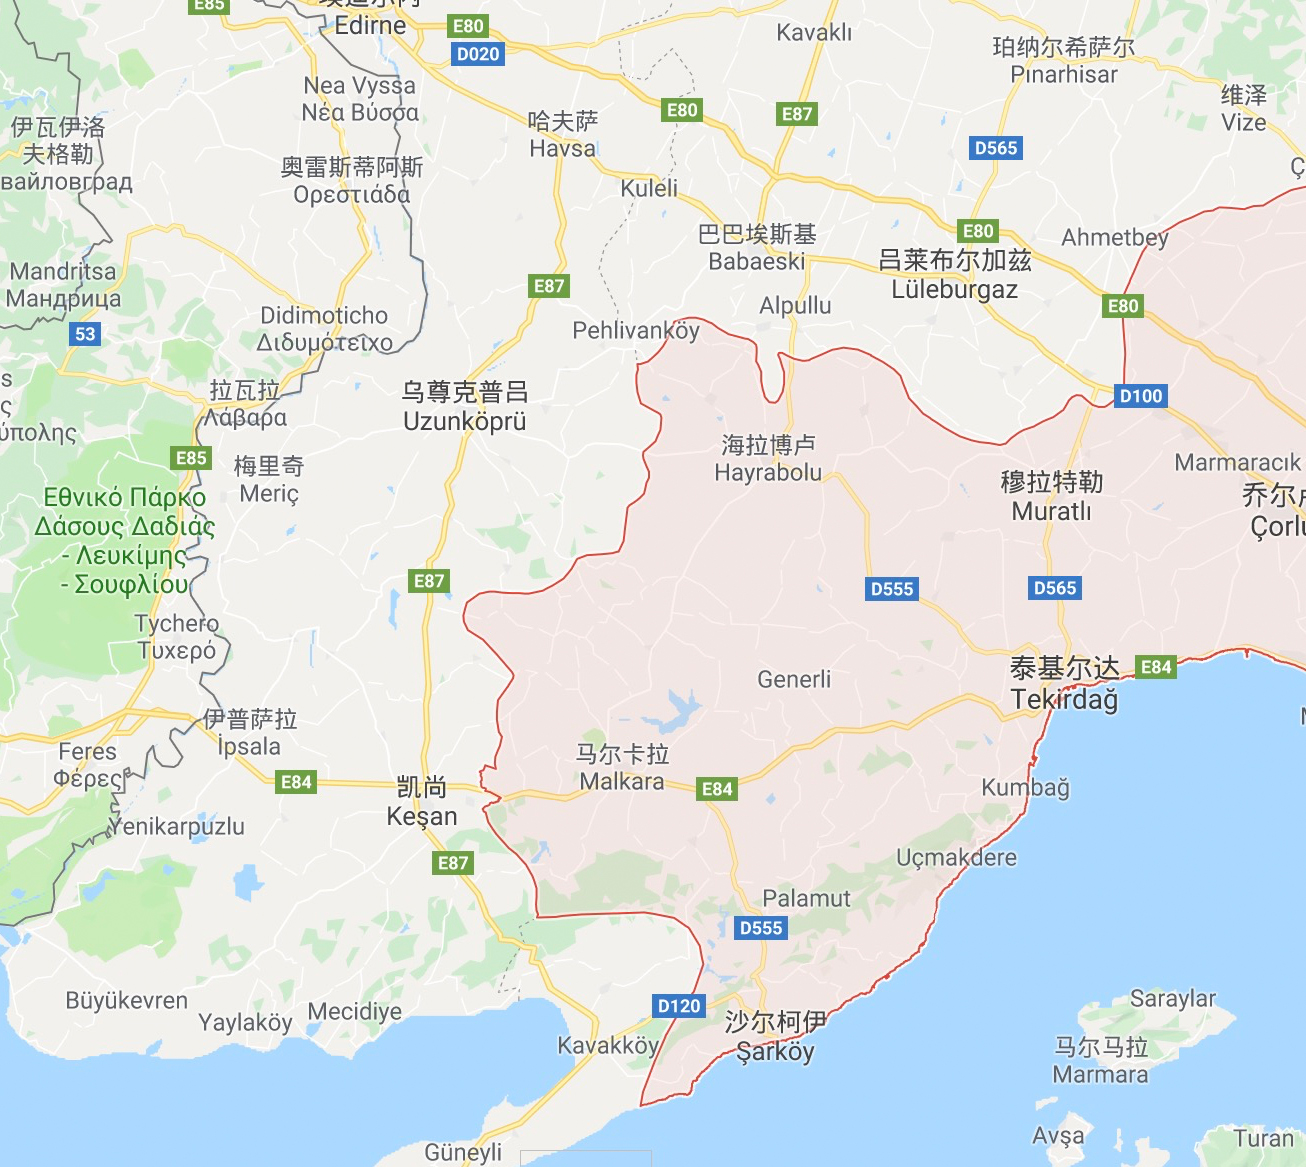 E85
Edirne
E80
D020
Kavaklı
珀纳尔希萨尔
Pınarhisar
Nea Vyssa
Νέα Βύσσα
维泽
Vize
E80
E87
哈夫萨
Havsa
伊瓦伊洛
夫格勒
вайловград
D565
奥雷斯蒂阿斯
Ορεστιάδα
Kuleli
巴巴埃斯基
Babaeski
E80
Ahmetbey
吕莱布尔加兹
Lüleburgaz
Mandritsa
Мандрица
E87
Alpullu
E80
53
Didimoticho
Διδυμότειχο
Pehlivanköy
拉瓦拉
Λάβαρα
乌尊克普吕
Uzunköprü
D100
ύπολης
E85
梅里奇
Meriç
海拉博卢
Hayrabolu
穆拉特勒
Muratlı
Marmaracık
乔尔
Çorlu
Εθνικό Πάρκο
Δάσους Δαδιάς
- Λευκίμης
- Σουφλίου
E87
D555
D565
Tychero
Τυχερό
泰基尔达
Tekirdağ
E84
Generli
伊普萨拉
İpsala
Feres
Φέρες
E84
凯尚
Keşan
马尔卡拉
Malkara
E84
Kumbağ
Yenikarpuzlu
E87
Uçmakdere
Palamut
D555
Büyükevren
Yaylaköy
Mecidiye
D120
沙尔柯伊
Şarköy
Kavakköy
Saraylar
马尔马拉
Marmara
Avşa
Turan
Güneyli